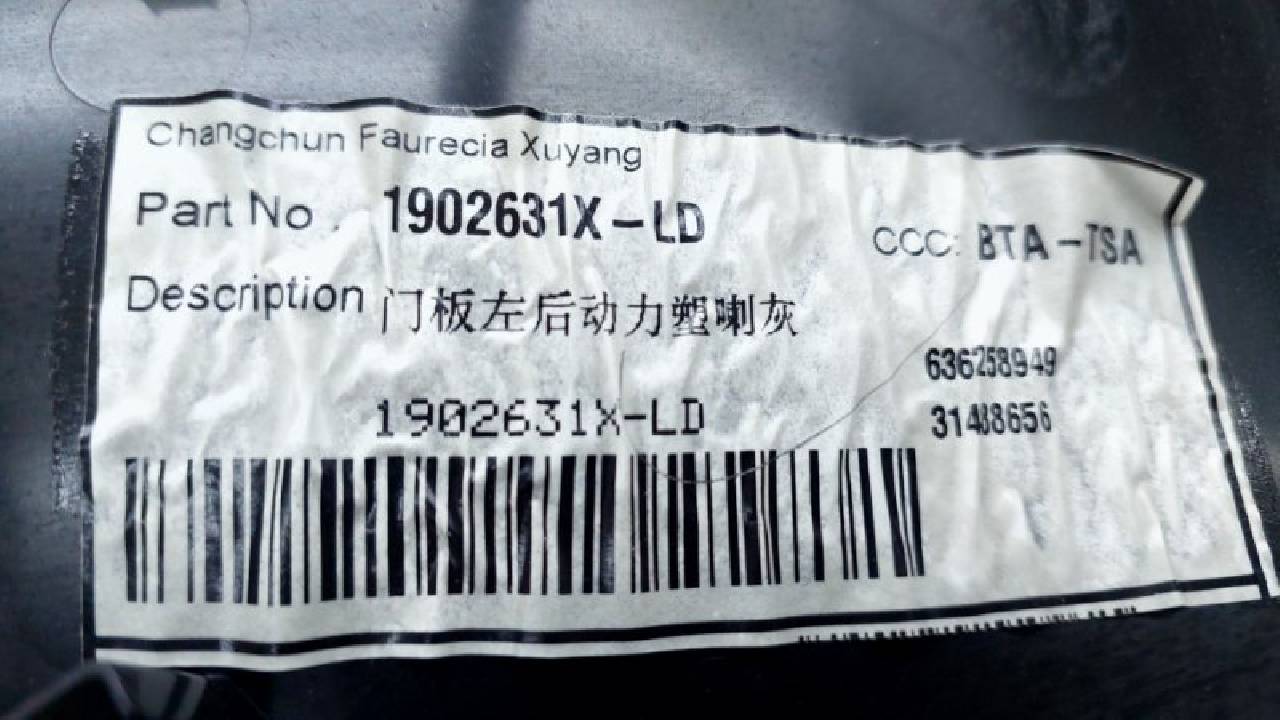 Changchun Faurecia Xuyang
Part No . 1902631X-LD
CCC: BTA-TSA
Description 门板左后动力塑喇灰
636258949
1902631X-LD